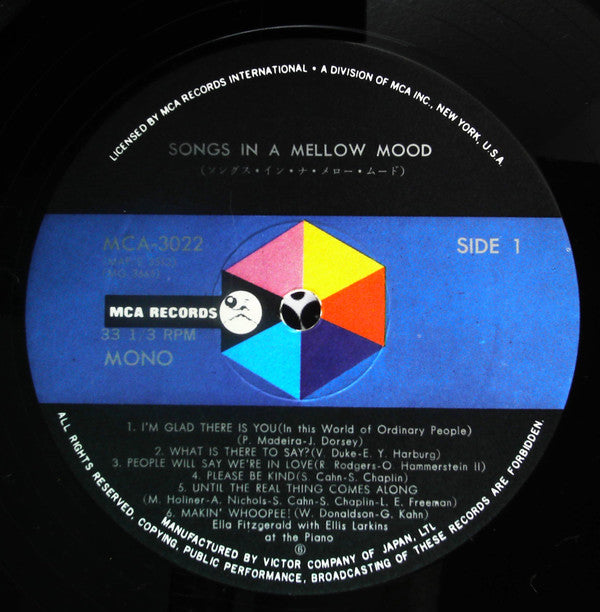 LICENSED BY MCA RECORDS INTERNATIONAL • A DIVISION OF MCA INC., NEW YORK, U.S.A.
SONGS IN A MELLOW MOOD
(ソングス・イン・ナ・メロー・ムード)
MCA-3022
SIDE 1
MCA RECORDS
33 1/3 RPM
MONO
1. I'M GLAD THERE IS YOU(In this World of Ordinary People)
(P. Madeira-J. Dorsey)
2. WHAT IS THERE TO SAY?(V. Duke-E. Y. Harburg)
3. PEOPLE WILL SAY WE'RE IN LOVE(R. Rodgers-O. Hammerstein II)
4. PLEASE BE KIND(S. Cahn-S. Chaplin)
5. UNTIL THE REAL THING COMES ALONG
(M. Holiner-A. Nichols-S. Cahn-S. Chaplin-L. E. Freeman)
6. MAKIN' WHOOPEE!(W. Donaldson-G. Kahn)
Ella Fitzgerald with Ellis Larkins
at the Piano
⑥
MANUFACTURED BY VICTOR COMPANY OF JAPAN, LTL
ALL RIGHTS RESERVED, COPYING, PUBLIC PERFORMANCE, BROADCASTING OF THESE RECORDS ARE FORBIDDEN.